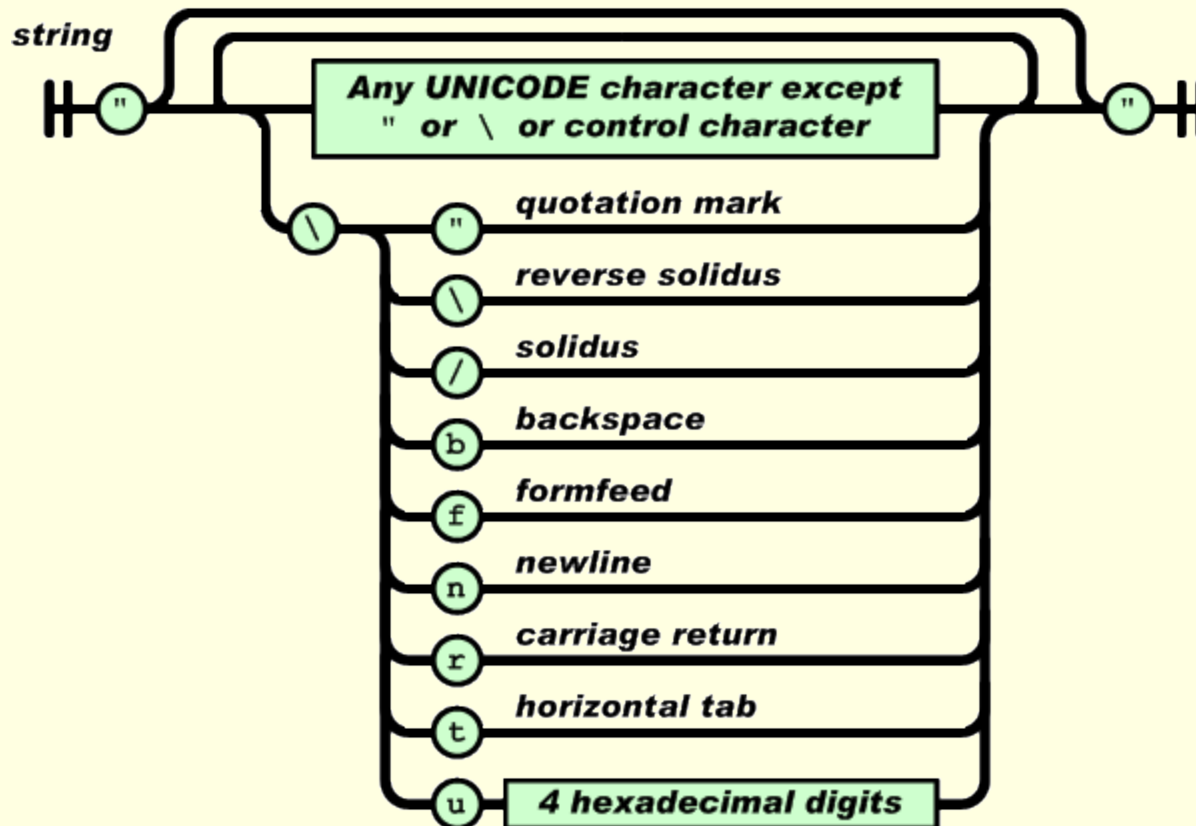 string
" Any UNICODE character except "
" or \ or control character
\ " quotation mark
\ reverse solidus
/ solidus
b backspace
f formfeed
n newline
r carriage return
t horizontal tab
u 4 hexadecimal digits